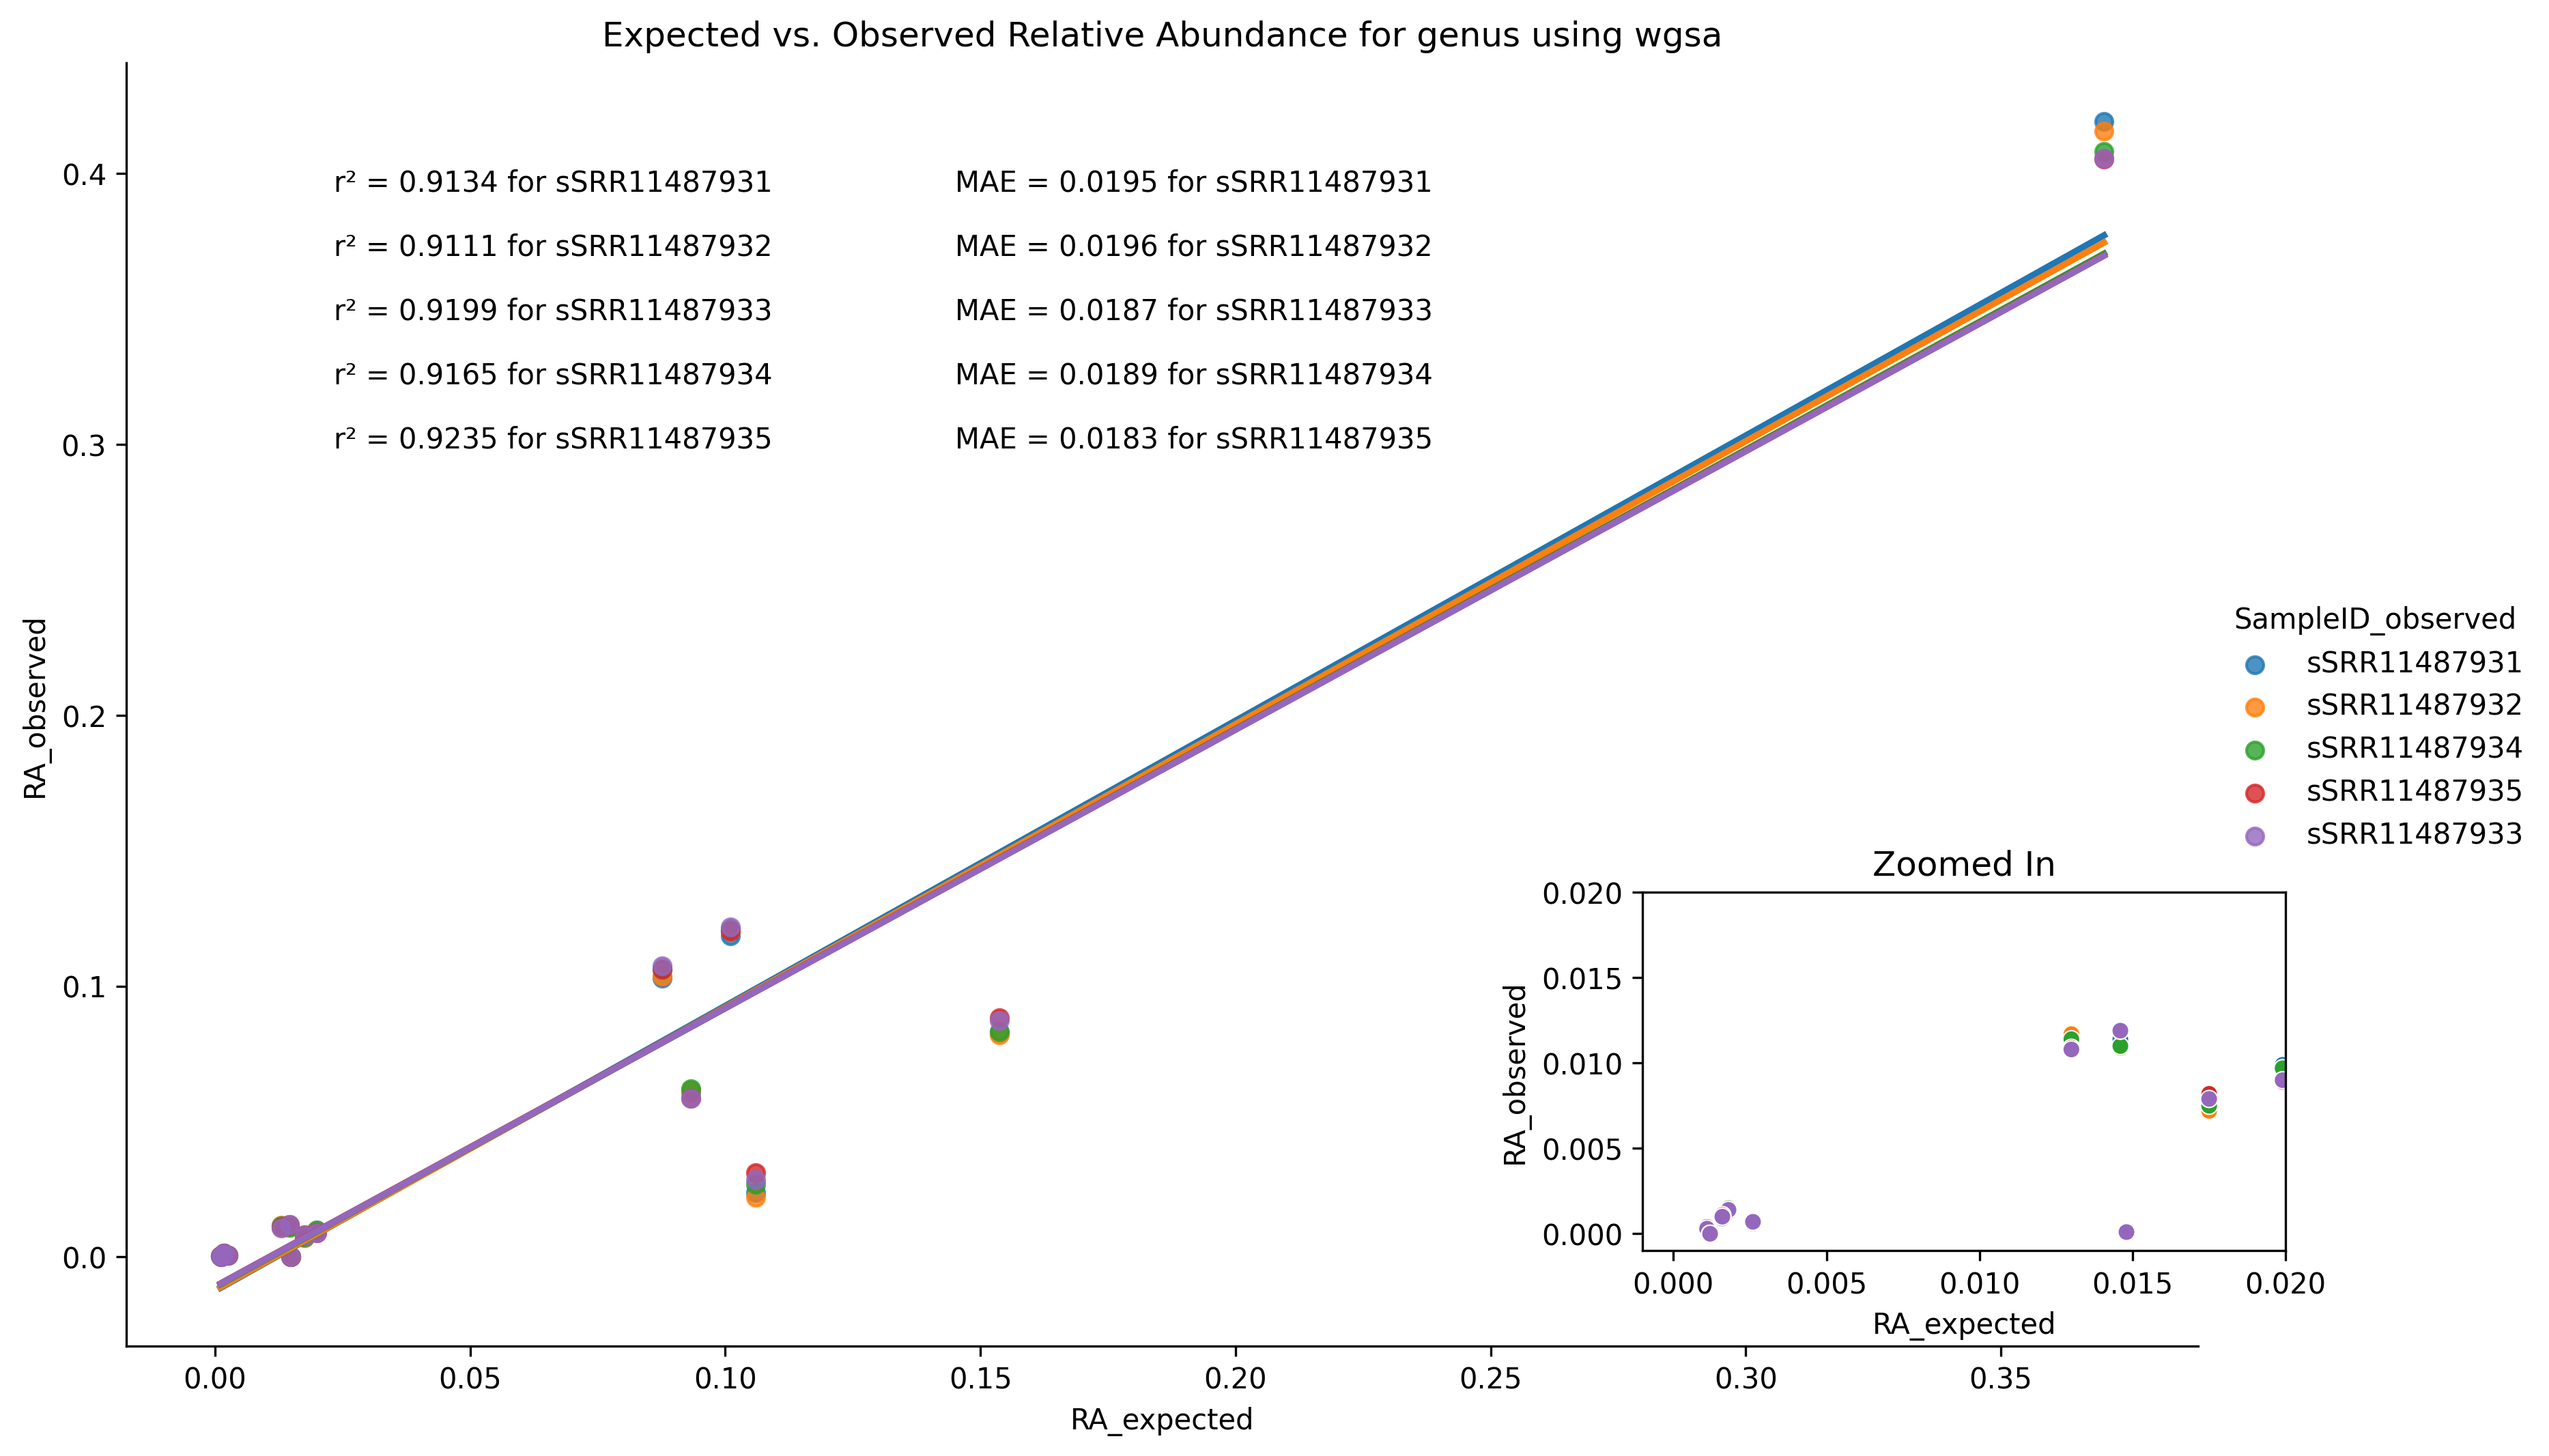 Expected vs. Observed Relative Abundance for genus using wgsa
r² = 0.9134 for sSRR11487931
MAE = 0.0195 for sSRR11487931
r² = 0.9111 for sSRR11487932
MAE = 0.0196 for sSRR11487932
r² = 0.9199 for sSRR11487933
MAE = 0.0187 for sSRR11487933
r² = 0.9165 for sSRR11487934
MAE = 0.0189 for sSRR11487934
r² = 0.9235 for sSRR11487935
MAE = 0.0183 for sSRR11487935
0.4
0.3
0.2
0.1
0.0
RA_observed
0.00 0.05 0.10 0.15 0.20 0.25 0.30 0.35
RA_expected
SampleID_observed
sSRR11487931
sSRR11487932
sSRR11487934
sSRR11487935
sSRR11487933
Zoomed In
0.020
0.015
0.010
0.005
0.000
RA_observed
0.000 0.005 0.010 0.015 0.020
RA_expected